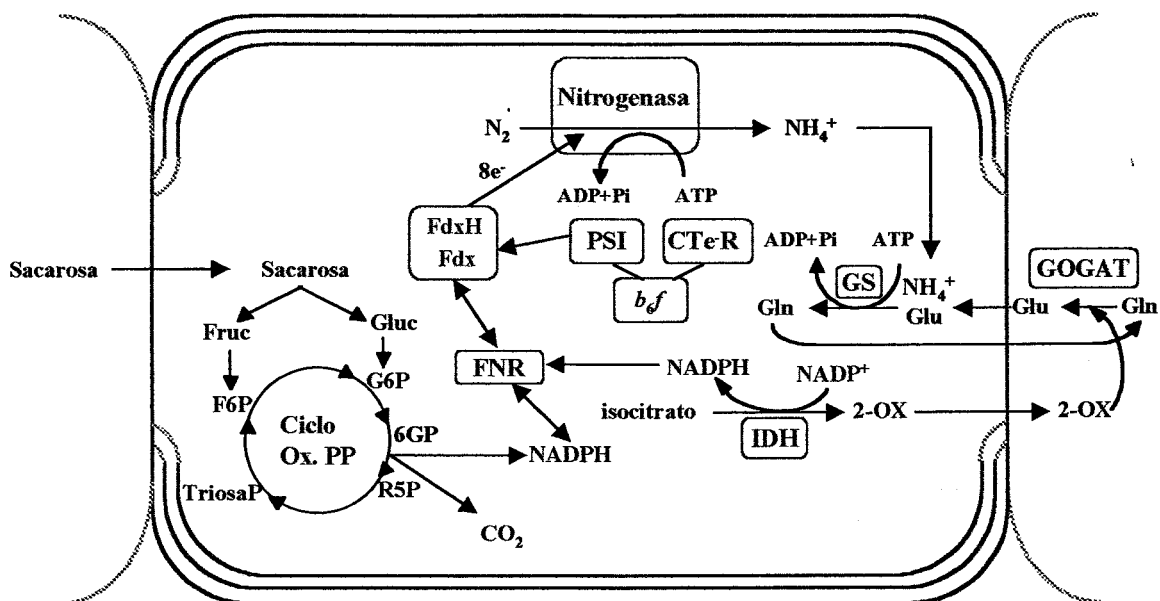 Nitrogenasa
N₂
NH₄⁺
8e⁻
ADP+Pi
ATP
FdxH
Fdx
PSI
CTe⁻R
b₆f
ADP+Pi
ATP
GS
NH₄⁺
GOGAT
Gln
Glu
Glu
Gln
Sacarosa
Sacarosa
Fruc
Gluc
FNR
NADPH
NADP⁺
G6P
F6P
isocitrato
2-OX
2-OX
IDH
Ciclo
Ox. PP
6GP
NADPH
TriosaP
R5P
CO₂